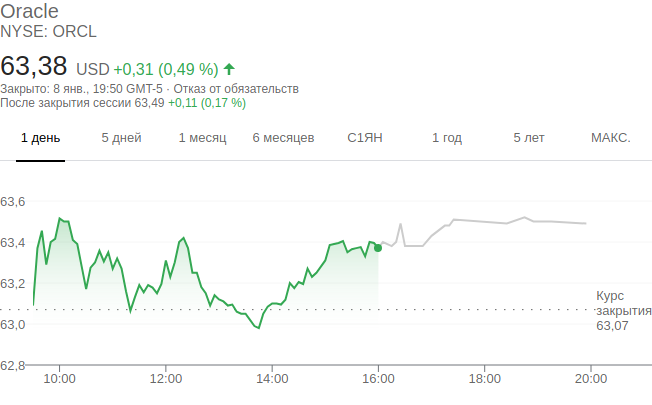 Oracle
NYSE: ORCL
63,38 USD +0,31 (0,49 %)
Закрыто: 8 янв., 19:50 GMT-5 · Отказ от обязательств
После закрытия сессии 63,49 +0,11 (0,17 %)
1 день 5 дней 1 месяц 6 месяцев С1ЯН 1 год 5 лет МАКС.
63,6
63,4
63,2
63,0
62,8
Курс
закрытия
63,07
10:00 12:00 14:00 16:00 18:00 20:00